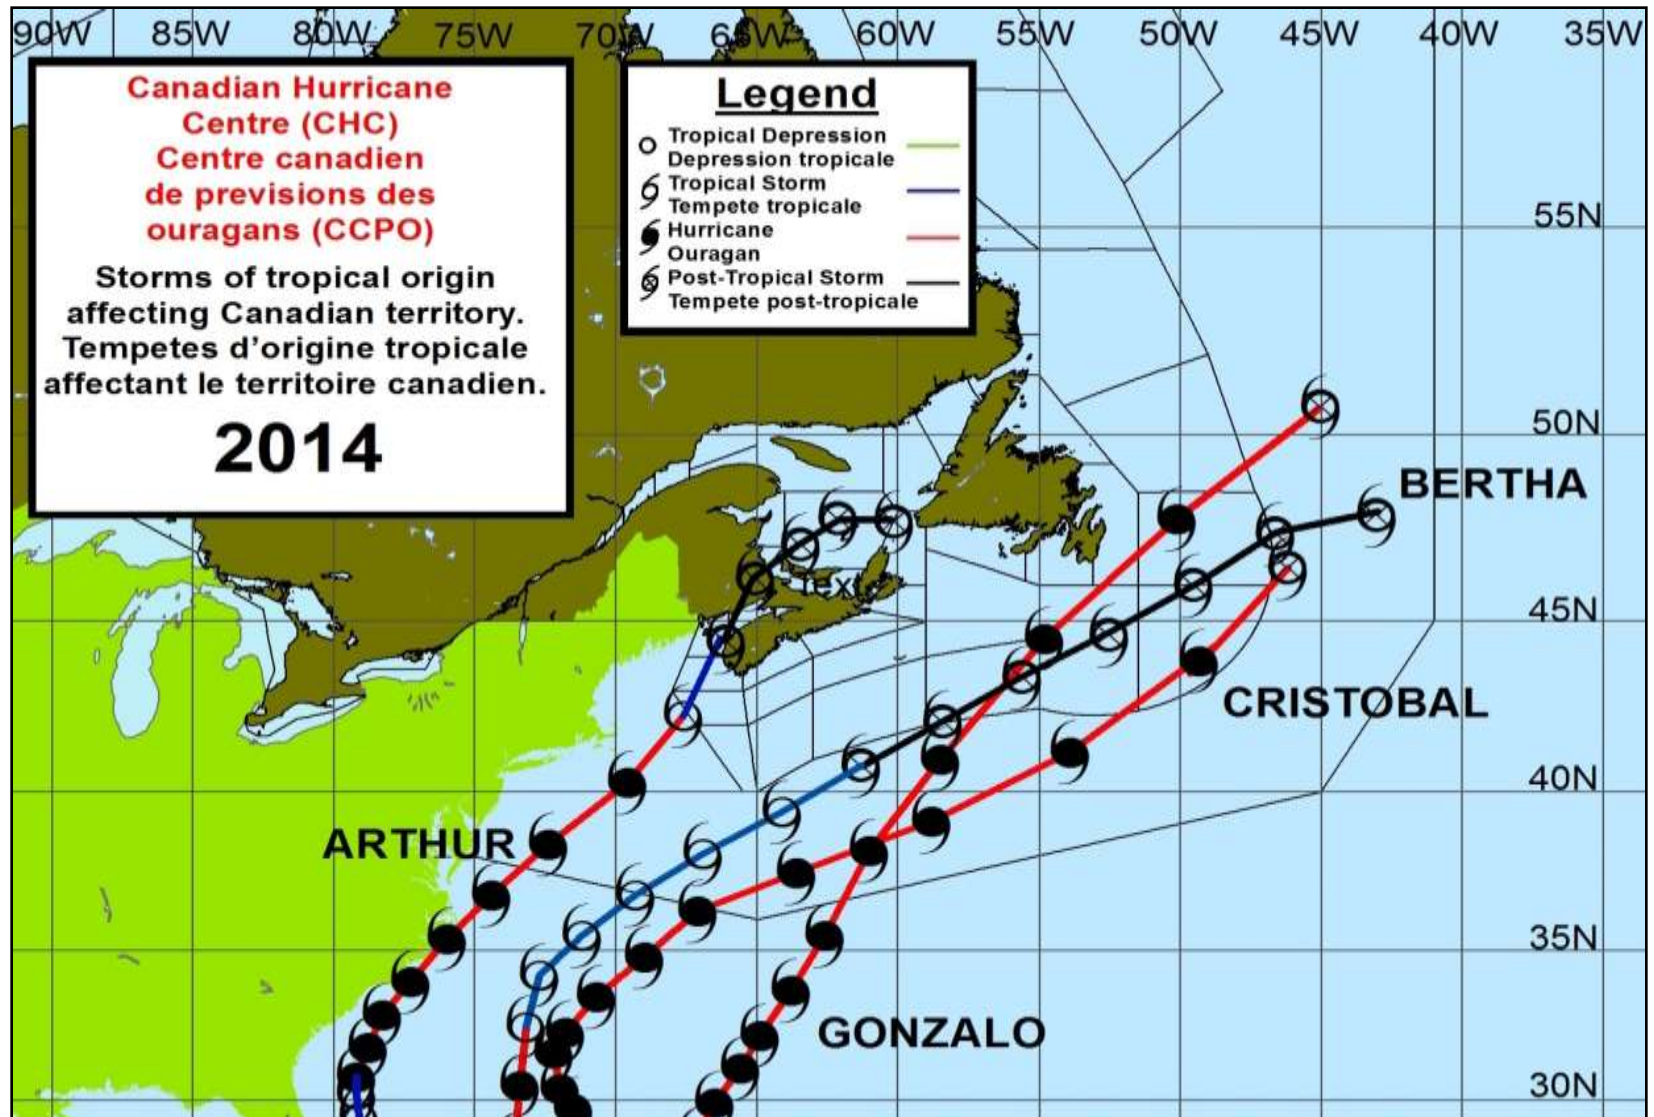 90W 85W 80W 75W 70W 65W 60W 55W 50W 45W 40W 35W
Canadian Hurricane
Centre (CHC)
Centre canadien
de previsions des
ouragans (CCPO)
Storms of tropical origin
affecting Canadian territory.
Tempetes d'origine tropicale
affectant le territoire canadien.
2014
Legend
Tropical Depression
Depression tropicale
Tropical Storm
Tempete tropicale
Hurricane
Ouragan
Post-Tropical Storm
Tempete post-tropicale
55N
50N
BERTHA
45N
CRISTOBAL
40N
ARTHUR
35N
GONZALO
30N